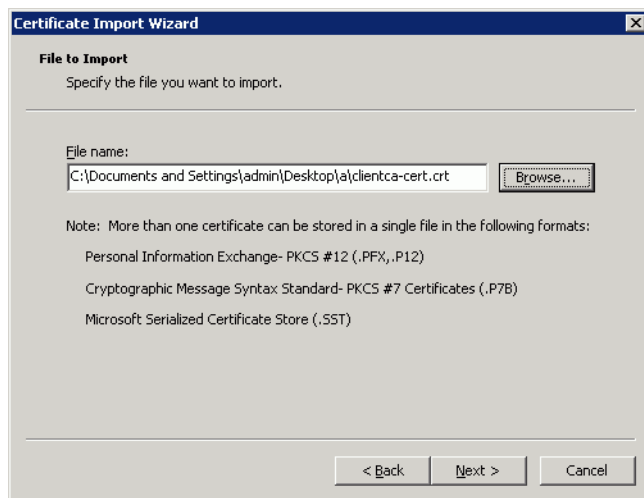 Certificate Import Wizard
File to Import
Specify the file you want to import.
File name:
C:\Documents and Settings\admin\Desktop\a\clientca-cert.crt
Browse...
Note: More than one certificate can be stored in a single file in the following formats:
Personal Information Exchange- PKCS #12 (.PFX,.P12)
Cryptographic Message Syntax Standard- PKCS #7 Certificates (.P7B)
Microsoft Serialized Certificate Store (.SST)
< Back
Next >
Cancel